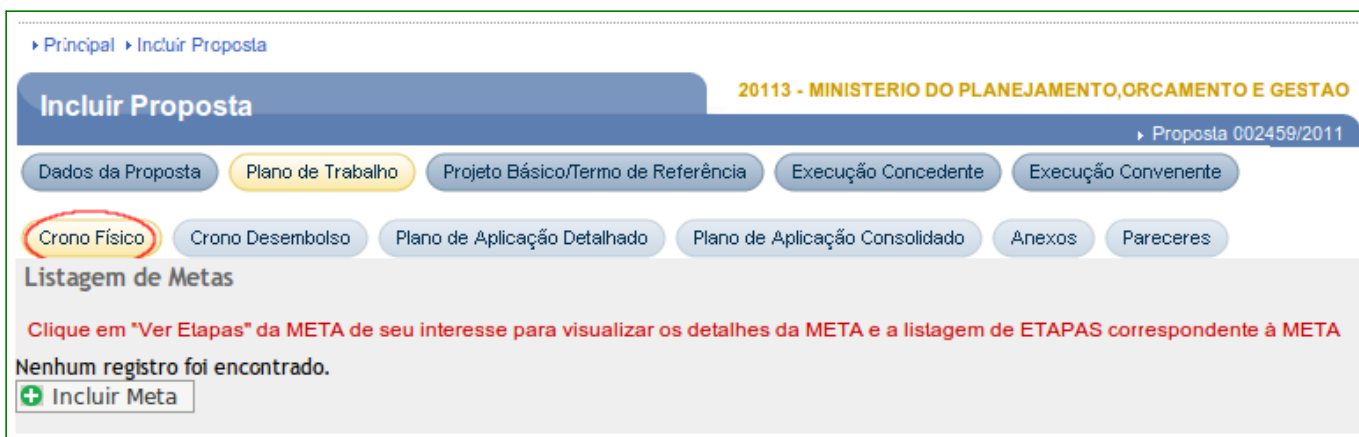 Principal Incluir Proposta
Incluir Proposta
20113 - MINISTERIO DO PLANEJAMENTO,ORCAMENTO E GESTAO
Proposta 002459/2011
Dados da Proposta Plano de Trabalho Projeto Básico/Termo de Referência Execução Concedente Execução Convenente
Crono Físico Crono Desembolso Plano de Aplicação Detalhado Plano de Aplicação Consolidado Anexos Pareceres
Listagem de Metas
Clique em "Ver Etapas" da META de seu interesse para visualizar os detalhes da META e a listagem de ETAPAS correspondente à META
Nenhum registro foi encontrado.
Incluir Meta